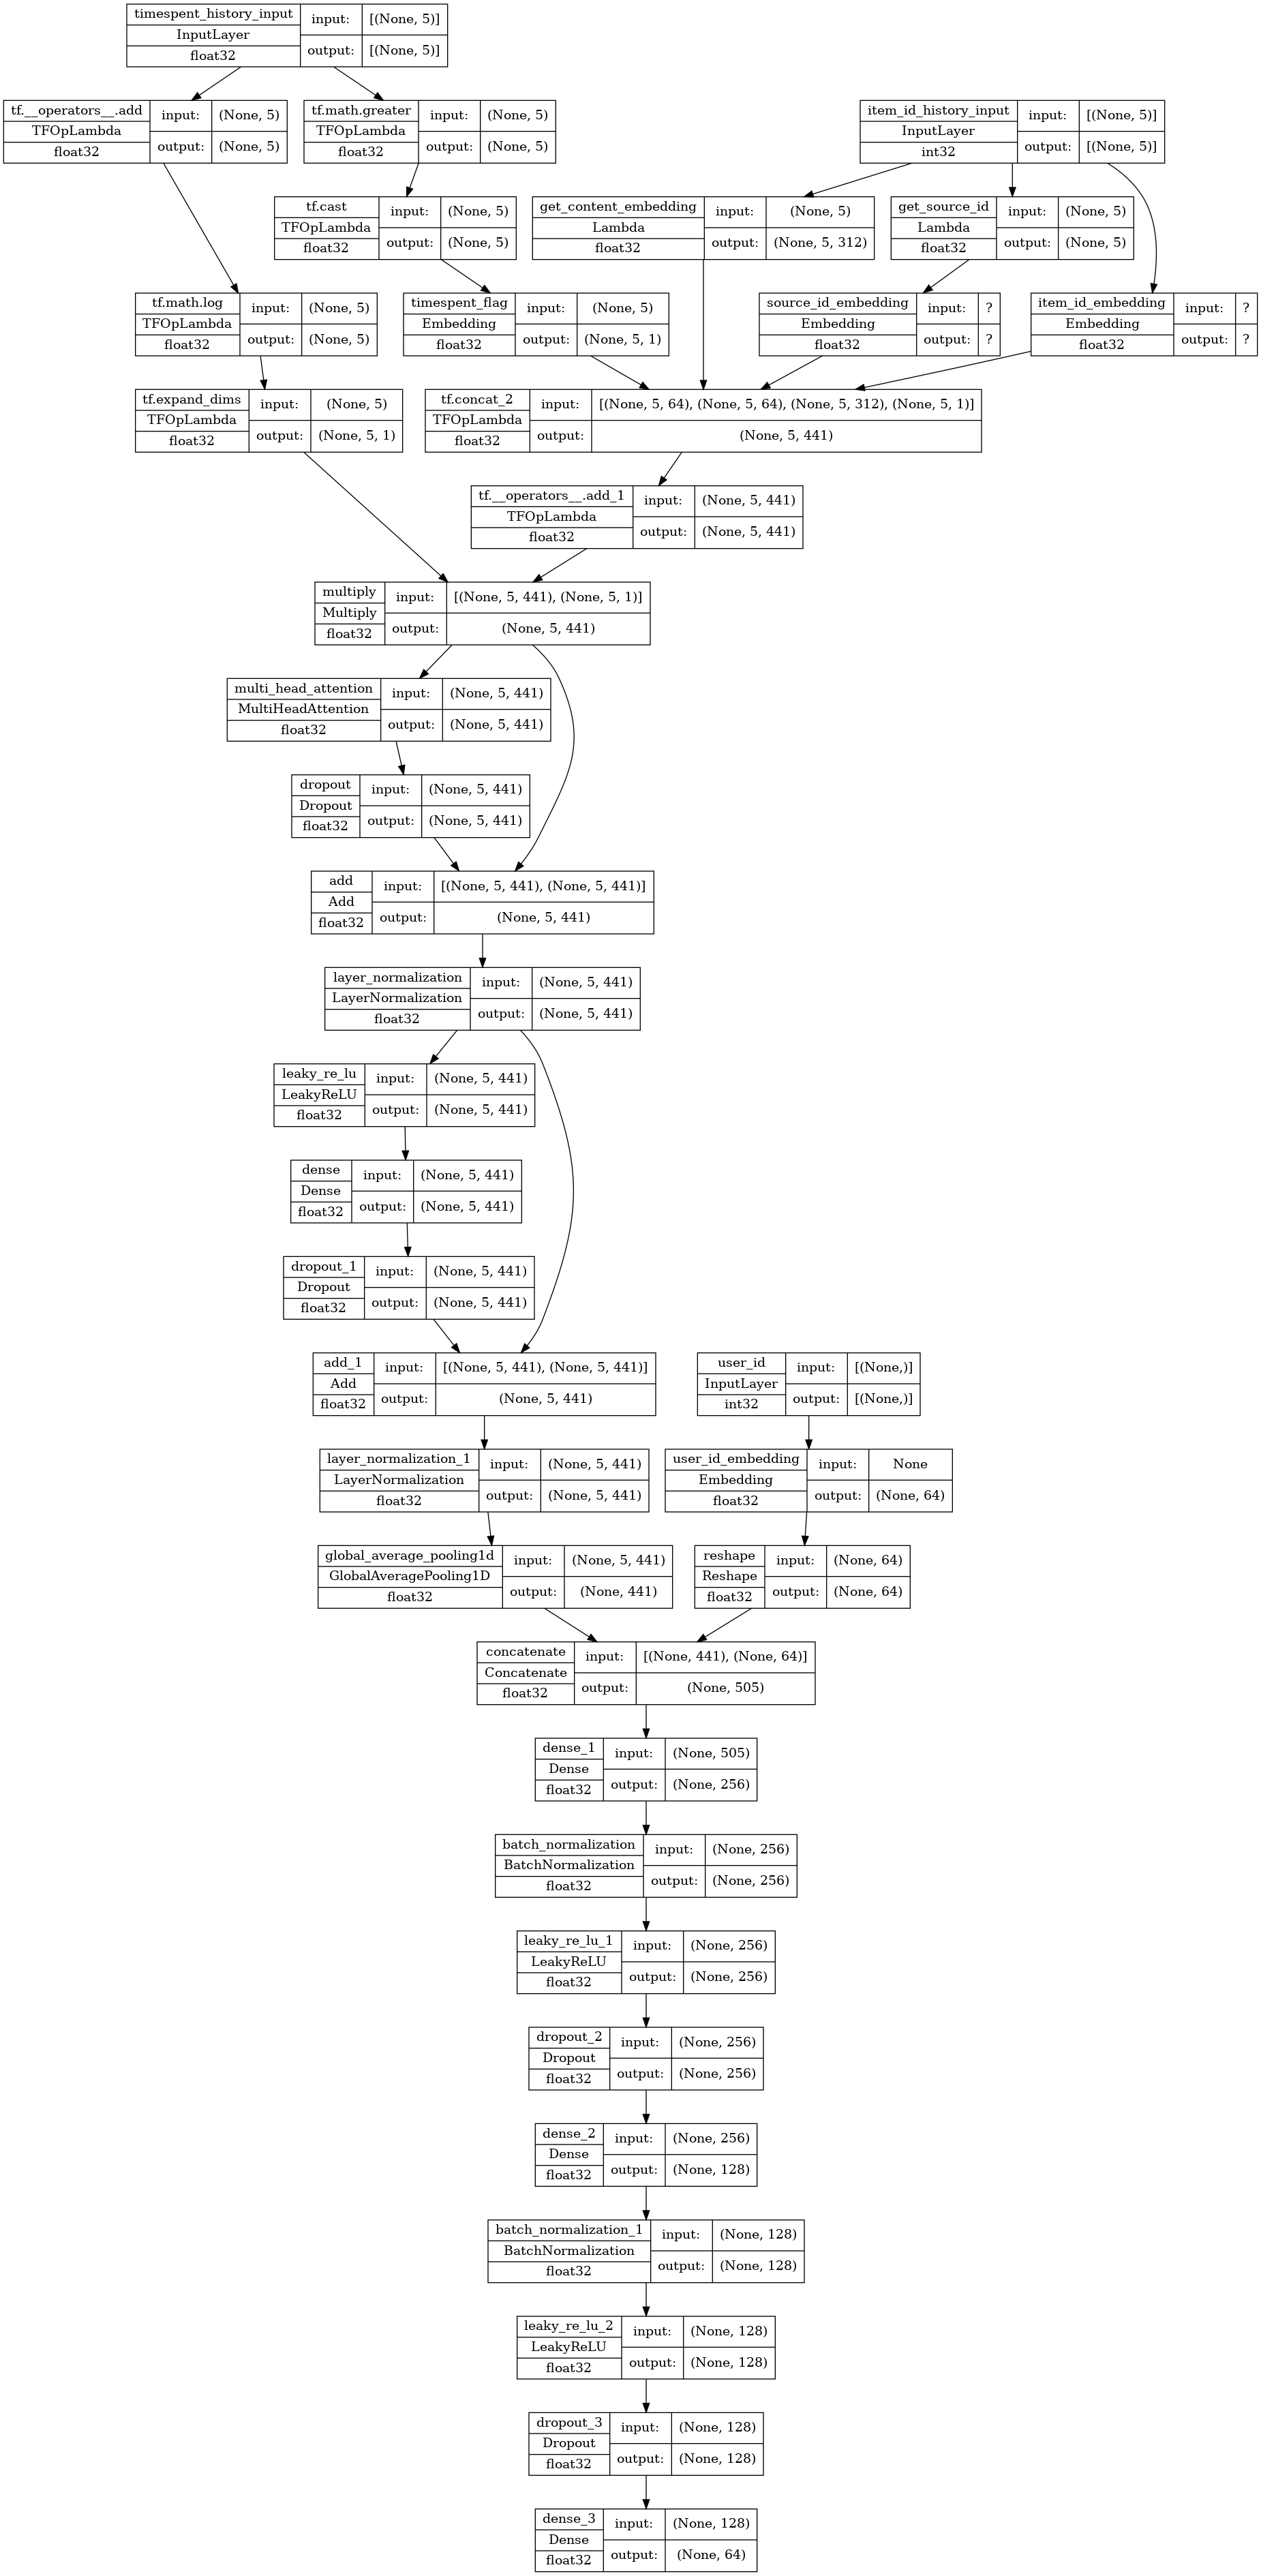 timespent_history_input
InputLayer
float32
input:
[(None, 5)]
output:
[(None, 5)]
tf.__operators__.add
TFOpLambda
float32
input:
(None, 5)
output:
(None, 5)
tf.math.greater
TFOpLambda
float32
input:
(None, 5)
output:
(None, 5)
item_id_history_input
InputLayer
int32
input:
[(None, 5)]
output:
[(None, 5)]
tf.cast
TFOpLambda
float32
input:
(None, 5)
output:
(None, 5)
get_content_embedding
Lambda
float32
input:
(None, 5)
output:
(None, 5, 312)
get_source_id
Lambda
float32
input:
(None, 5)
output:
(None, 5)
tf.math.log
TFOpLambda
float32
input:
(None, 5)
output:
(None, 5)
timespent_flag
Embedding
float32
input:
(None, 5)
output:
(None, 5, 1)
source_id_embedding
Embedding
float32
input:
?
output:
?
item_id_embedding
Embedding
float32
input:
?
output:
?
tf.expand_dims
TFOpLambda
float32
input:
(None, 5)
output:
(None, 5, 1)
tf.concat_2
TFOpLambda
float32
input:
[(None, 5, 64), (None, 5, 64), (None, 5, 312), (None, 5, 1)]
output:
(None, 5, 441)
tf.__operators__.add_1
TFOpLambda
float32
input:
(None, 5, 441)
output:
(None, 5, 441)
multiply
Multiply
float32
input:
[(None, 5, 441), (None, 5, 1)]
output:
(None, 5, 441)
multi_head_attention
MultiHeadAttention
float32
input:
(None, 5, 441)
output:
(None, 5, 441)
dropout
Dropout
float32
input:
(None, 5, 441)
output:
(None, 5, 441)
add
Add
float32
input:
[(None, 5, 441), (None, 5, 441)]
output:
(None, 5, 441)
layer_normalization
LayerNormalization
float32
input:
(None, 5, 441)
output:
(None, 5, 441)
leaky_re_lu
LeakyReLU
float32
input:
(None, 5, 441)
output:
(None, 5, 441)
dense
Dense
float32
input:
(None, 5, 441)
output:
(None, 5, 441)
dropout_1
Dropout
float32
input:
(None, 5, 441)
output:
(None, 5, 441)
add_1
Add
float32
input:
[(None, 5, 441), (None, 5, 441)]
output:
(None, 5, 441)
user_id
InputLayer
int32
input:
[(None,)]
output:
[(None,)]
layer_normalization_1
LayerNormalization
float32
input:
(None, 5, 441)
output:
(None, 5, 441)
user_id_embedding
Embedding
float32
input:
None
output:
(None, 64)
global_average_pooling1d
GlobalAveragePooling1D
float32
input:
(None, 5, 441)
output:
(None, 441)
reshape
Reshape
float32
input:
(None, 64)
output:
(None, 64)
concatenate
Concatenate
float32
input:
[(None, 441), (None, 64)]
output:
(None, 505)
dense_1
Dense
float32
input:
(None, 505)
output:
(None, 256)
batch_normalization
BatchNormalization
float32
input:
(None, 256)
output:
(None, 256)
leaky_re_lu_1
LeakyReLU
float32
input:
(None, 256)
output:
(None, 256)
dropout_2
Dropout
float32
input:
(None, 256)
output:
(None, 256)
dense_2
Dense
float32
input:
(None, 256)
output:
(None, 128)
batch_normalization_1
BatchNormalization
float32
input:
(None, 128)
output:
(None, 128)
leaky_re_lu_2
LeakyReLU
float32
input:
(None, 128)
output:
(None, 128)
dropout_3
Dropout
float32
input:
(None, 128)
output:
(None, 128)
dense_3
Dense
float32
input:
(None, 128)
output:
(None, 64)